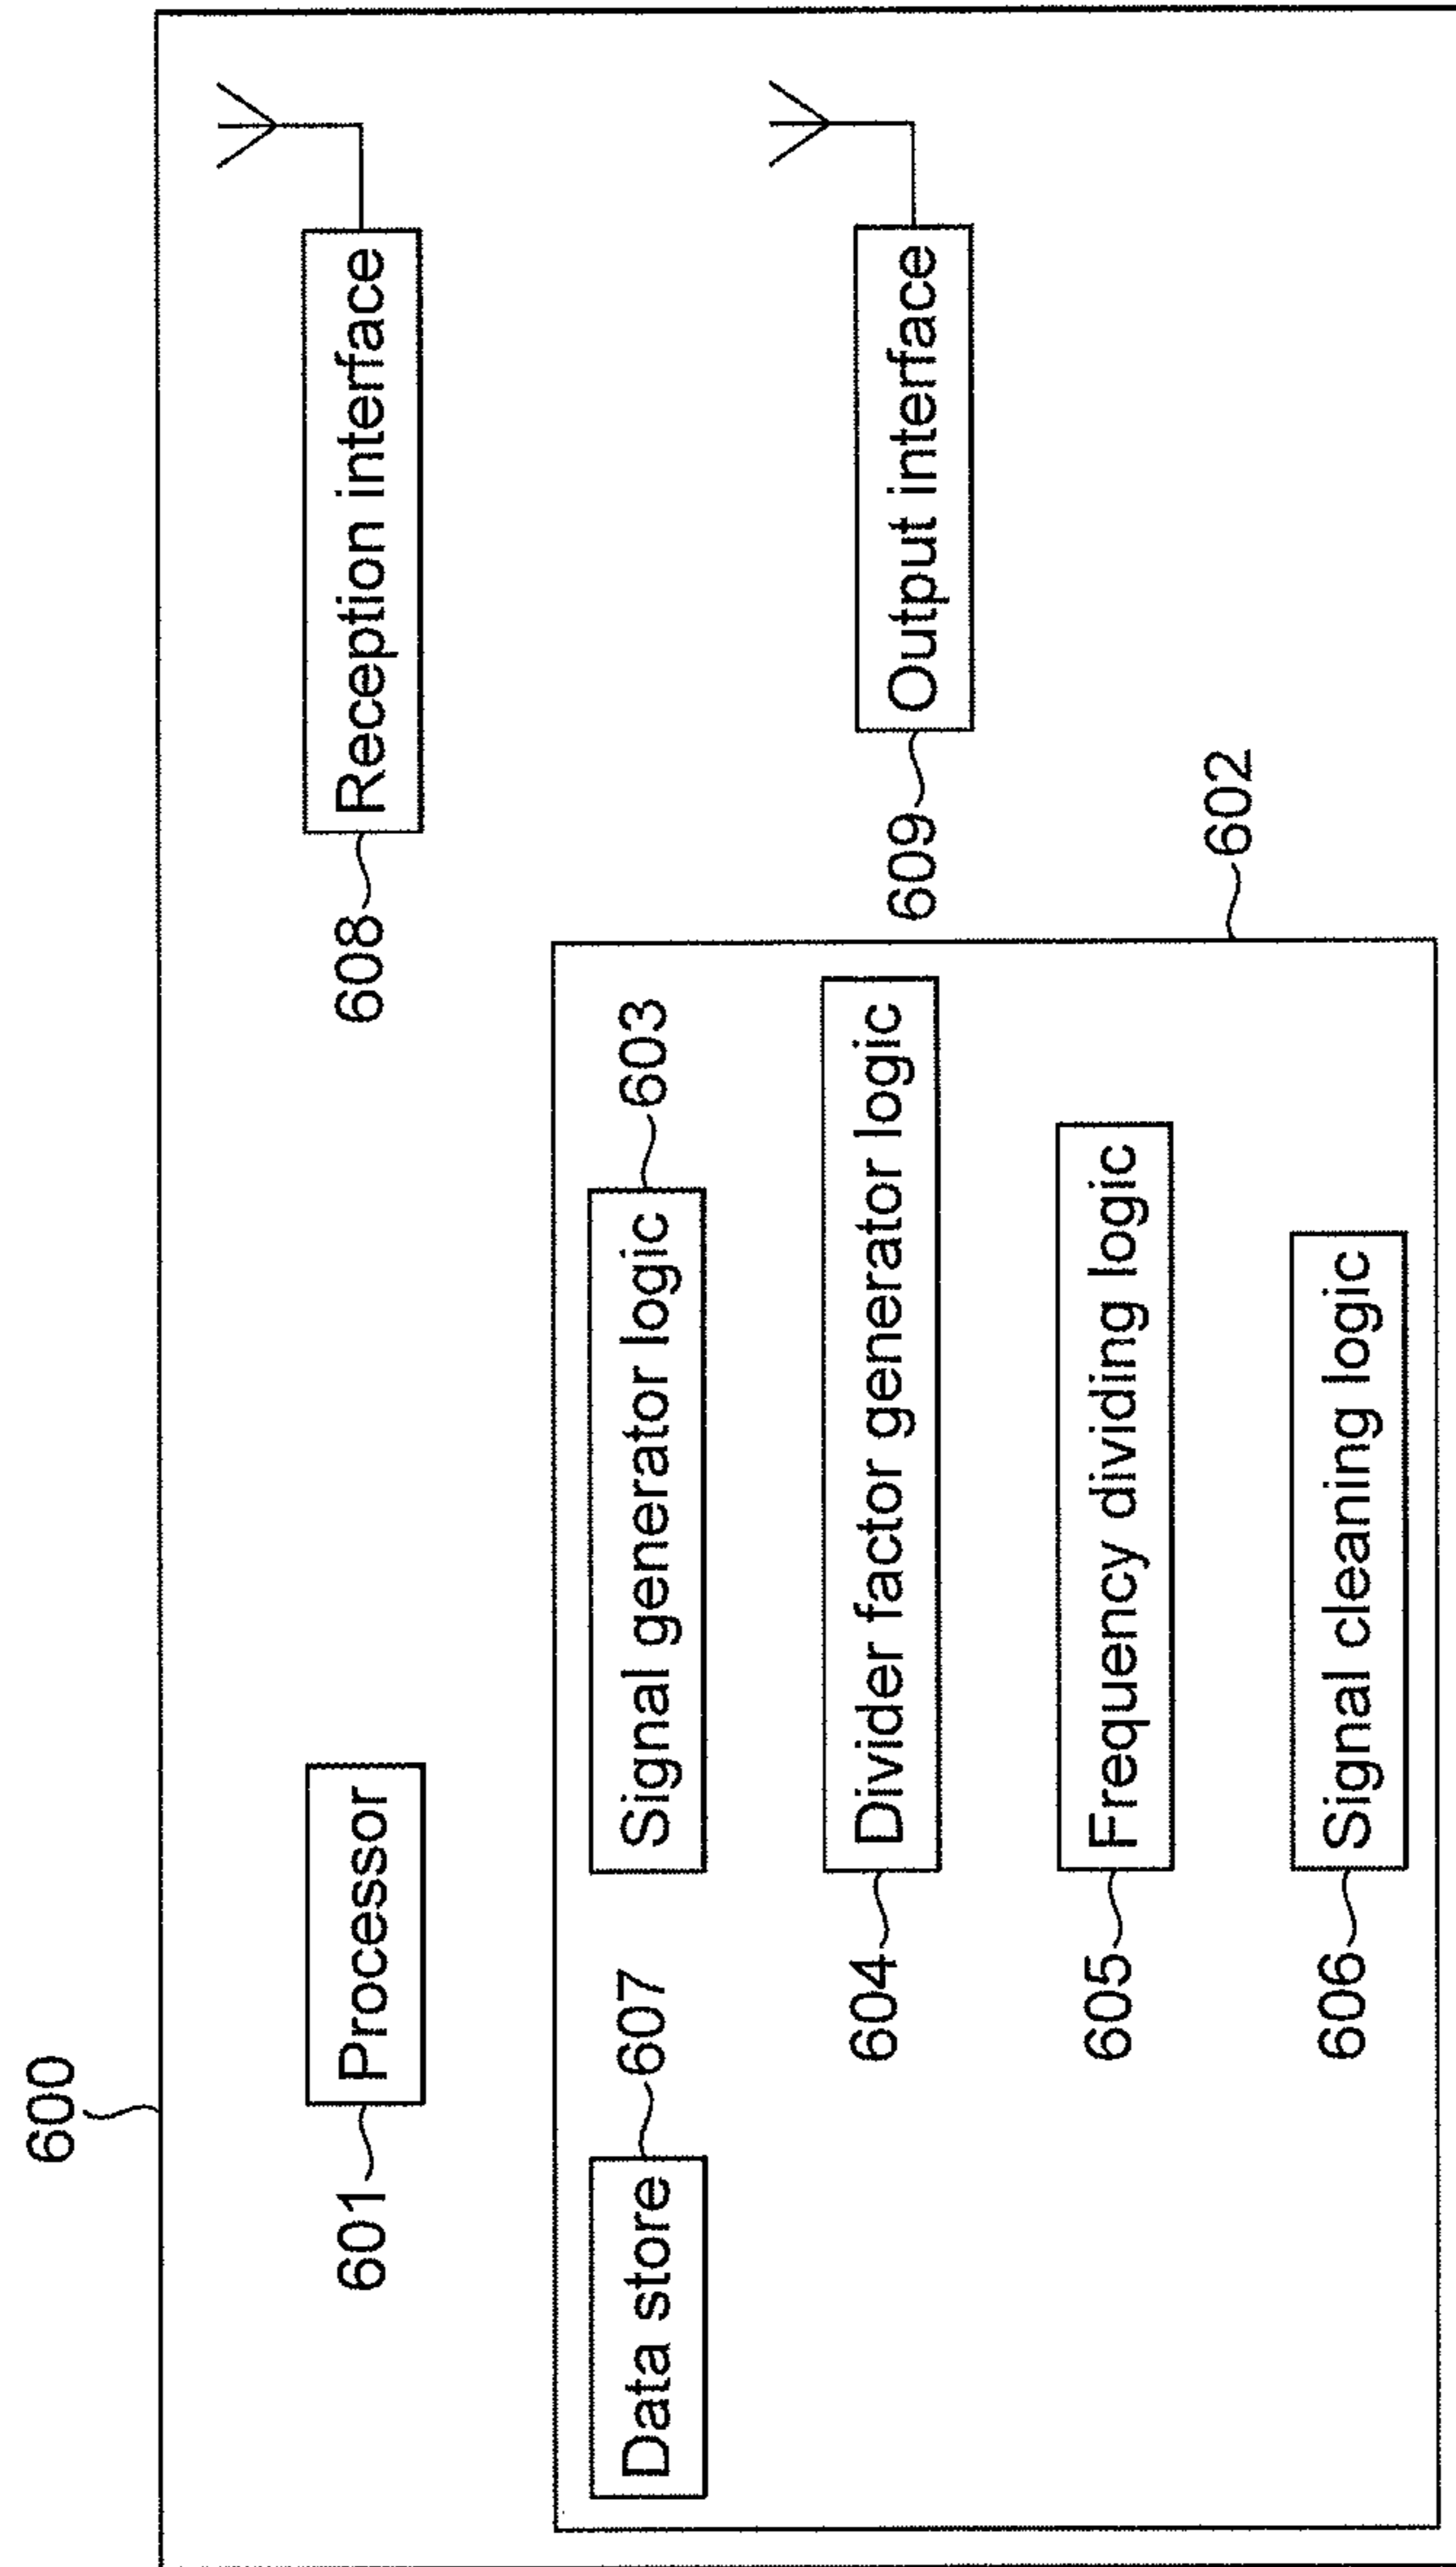 600
601 Processor
608 Reception interface
Data store 607
Signal generator logic 603
604 Divider factor generator logic
609 Output interface
605 Frequency dividing logic
602
606 Signal cleaning logic